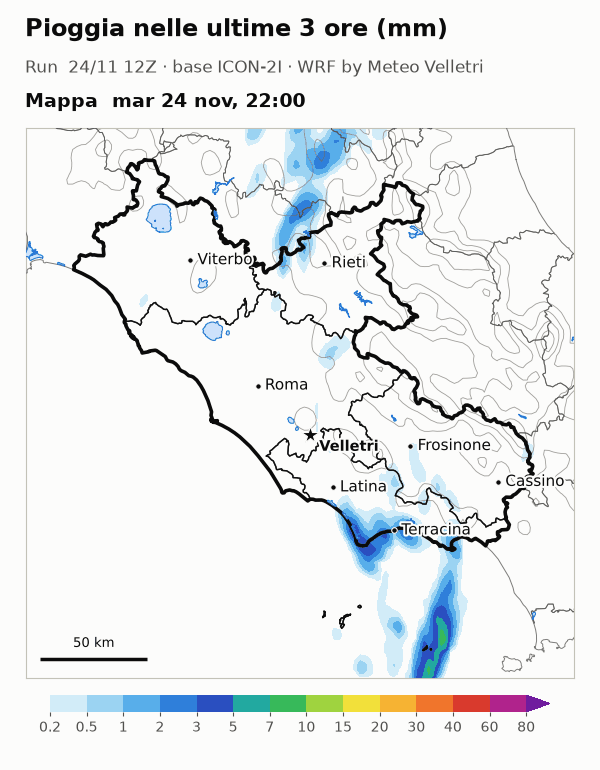 Pioggia nelle ultime 3 ore (mm)
Run  24/11 12Z · base ICON-2I · WRF by Meteo Velletri
Mappa  mar 24 nov, 22:00
Viterbo
Rieti
Roma
Velletri
Frosinone
Cassino
Latina
Terracina
50 km
0.2 0.5 1 2 3 5 7 10 15 20 30 40 60 80